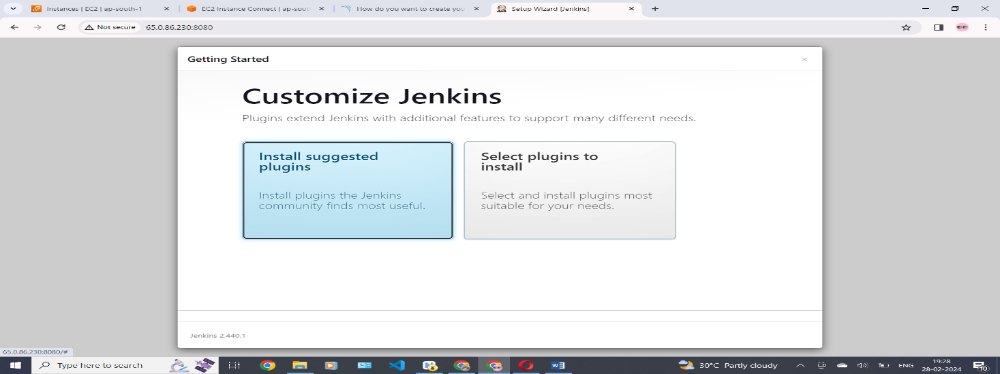 Instances | EC2 | ap-south-1
EC2 Instance Connect | ap-sout
How do you want to create you
Setup Wizard [Jenkins]
Not secure
65.0.86.230:8080
Getting Started
Customize Jenkins
Plugins extend Jenkins with additional features to support many different needs.
Install suggested
plugins
Install plugins the Jenkins
community finds most useful.
Select plugins to
install
Select and install plugins most
suitable for your needs.
Jenkins 2.440.1
65.0.86.230:8080/#
Type here to search
30°C Partly cloudy
ENG
19:28
28-02-2024
10